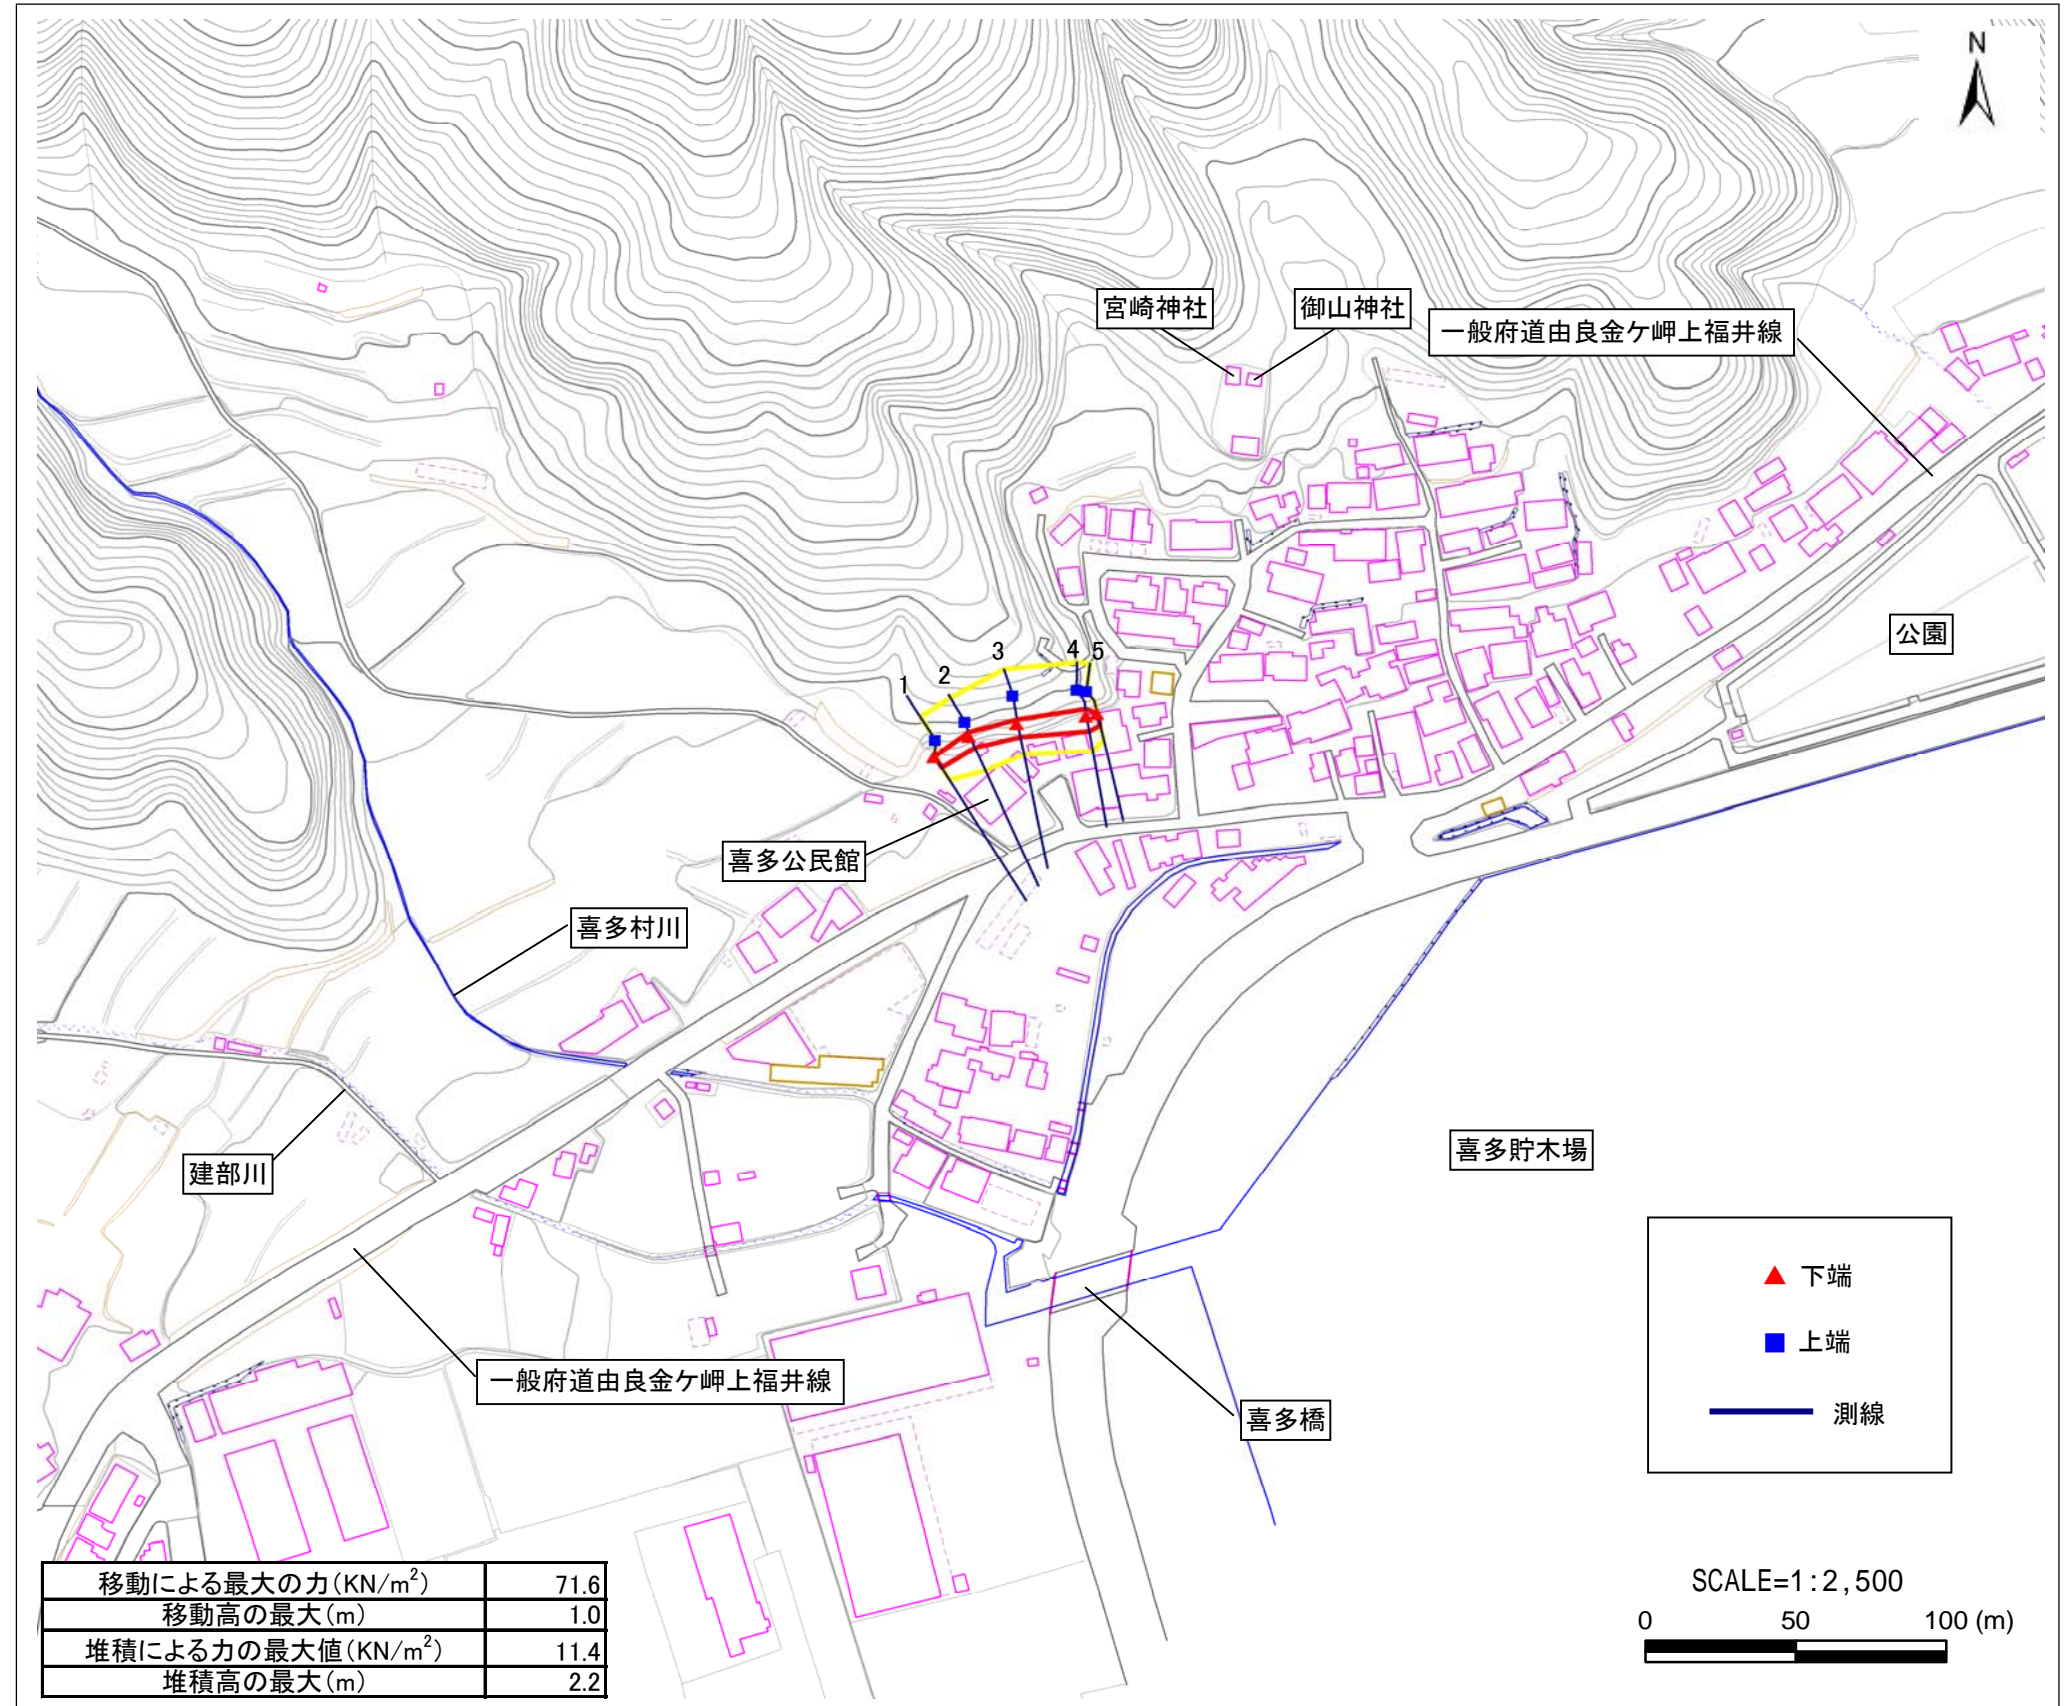 N
宮崎神社
御山神社
一般府道由良金ケ岬上福井線
公園
1
2
3
4
5
喜多公民館
喜多村川
建部川
喜多貯木場
一般府道由良金ケ岬上福井線
喜多橋
下端
上端
測線
移動による最大の力(KN/m²) 71.6
移動高の最大(m) 1.0
堆積による力の最大値(KN/m²) 11.4
堆積高の最大(m) 2.2
SCALE=1:2,500
0 50 100 (m)